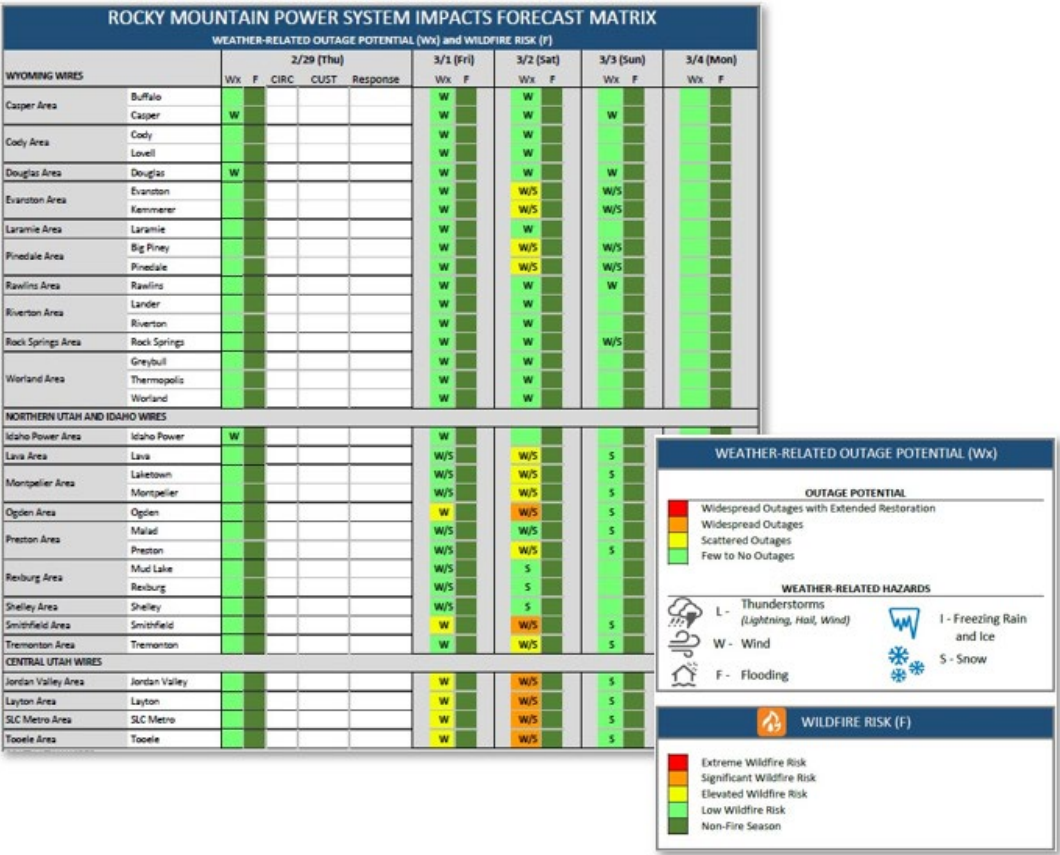 ROCKY MOUNTAIN POWER SYSTEM IMPACTS FORECAST MATRIX
WEATHER-RELATED OUTAGE POTENTIAL (Wx) and WILDFIRE RISK (F)
2/29 (Thu) 3/1 (Fri) 3/2 (Sat) 3/3 (Sun) 3/4 (Mon)
WYOMING WIRES Wx F CIRC CUST Response Wx F Wx F Wx F Wx F
Casper Area Buffalo W W
Casper W W W W
Cody Area Cody W W
Lovell W W
Douglas Area Douglas W W W W
Evanston Area Evanston W W/S W/S
Kemmerer W W/S W/S
Laramie Area Laramie W W
Pinedale Area Big Piney W W/S W/S
Pinedale W W/S W/S
Rawlins Area Rawlins W W W
Riverton Area Lander W W
Riverton W W
Rock Springs Area Rock Springs W W W/S
Worland Area Greybull W W
Thermopolis W W
Worland W W
NORTHERN UTAH AND IDAHO WIRES
Idaho Power Area Idaho Power W W
Lava Area Lava W/S W/S S
Montpelier Area Laketown W/S W/S S
Montpelier W/S W/S S
Ogden Area Ogden W W/S S
Preston Area Malad W/S W/S S
Preston W/S W/S S
Rexburg Area Mud Lake W/S S
Rexburg W/S S
Shelley Area Shelley W/S S
Smithfield Area Smithfield W W/S S
Tremonton Area Tremonton W W/S S
CENTRAL UTAH WIRES
Jordan Valley Area Jordan Valley W W/S S
Layton Area Layton W W/S S
SLC Metro Area SLC Metro W W/S S
Tooele Area Tooele W W/S S
WEATHER-RELATED OUTAGE POTENTIAL (Wx)
OUTAGE POTENTIAL
Widespread Outages with Extended Restoration
Widespread Outages
Scattered Outages
Few to No Outages
WEATHER-RELATED HAZARDS
L - Thunderstorms
(Lightning, Hail, Wind)
W - Wind
F - Flooding
I - Freezing Rain
and Ice
S - Snow
WILDFIRE RISK (F)
Extreme Wildfire Risk
Significant Wildfire Risk
Elevated Wildfire Risk
Low Wildfire Risk
Non-Fire Season